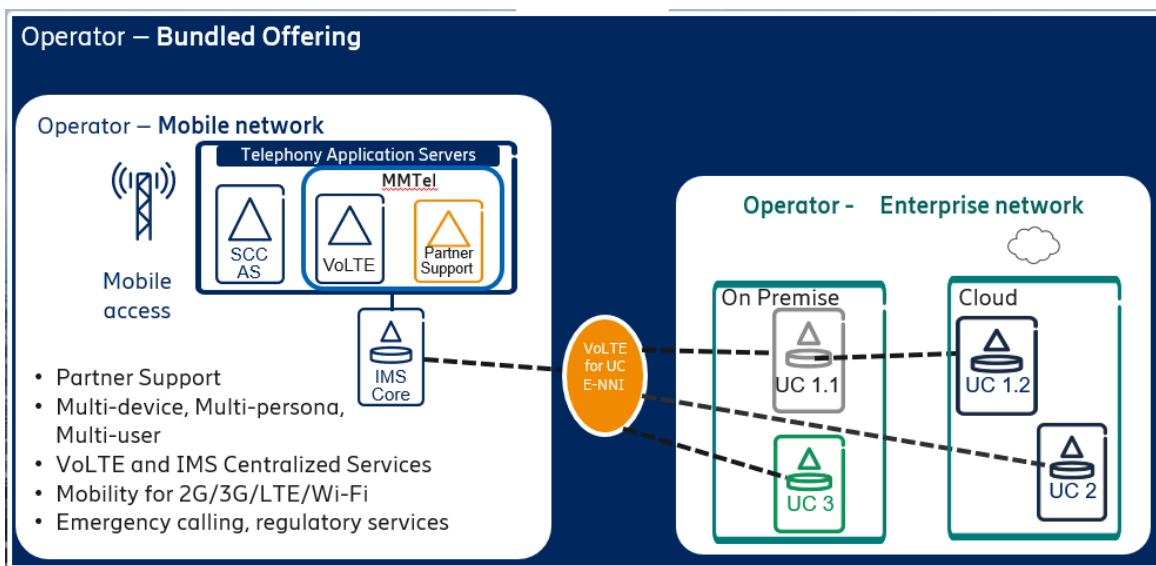 Operator – Bundled Offering
Operator – Mobile network
Telephony Application Servers
MMTel
SCC
AS
VoLTE
Partner
Support
Mobile
access
IMS
Core
• Partner Support
• Multi-device, Multi-persona,
Multi-user
• VoLTE and IMS Centralized Services
• Mobility for 2G/3G/LTE/Wi-Fi
• Emergency calling, regulatory services
VoLTE
for UC
E-NNI
Operator - Enterprise network
On Premise
UC 1.1
UC 3
Cloud
UC 1.2
UC 2